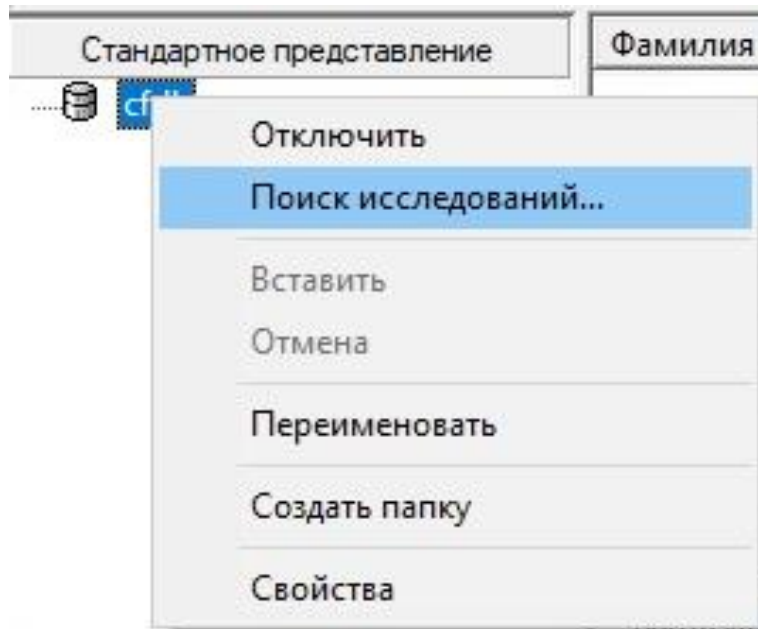 Стандартное представление
Фамилия
Отключить
Поиск исследований...
Вставить
Отмена
Переименовать
Создать папку
Свойства